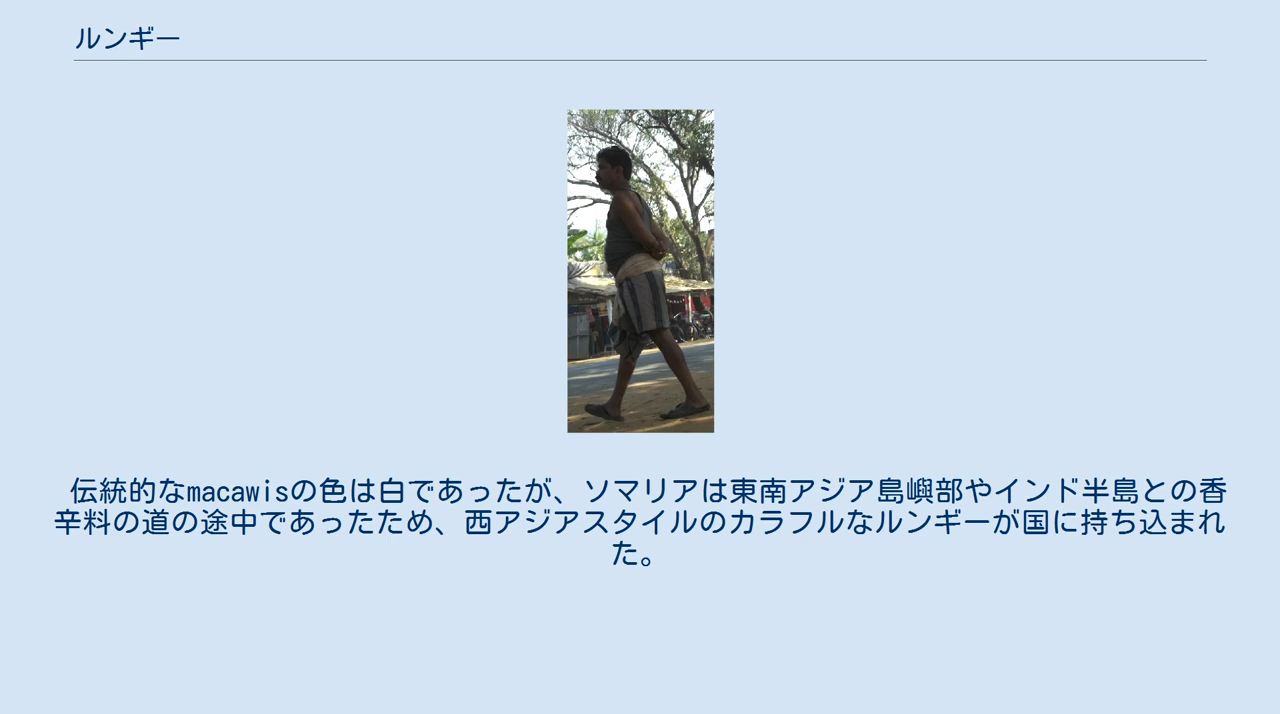 ルンギー
伝統的なmacawisの色は白であったが、ソマリアは東南アジア島嶼部やインド半島との香
辛料の道の途中であったため、西アジアスタイルのカラフルなルンギーが国に持ち込まれ
た。